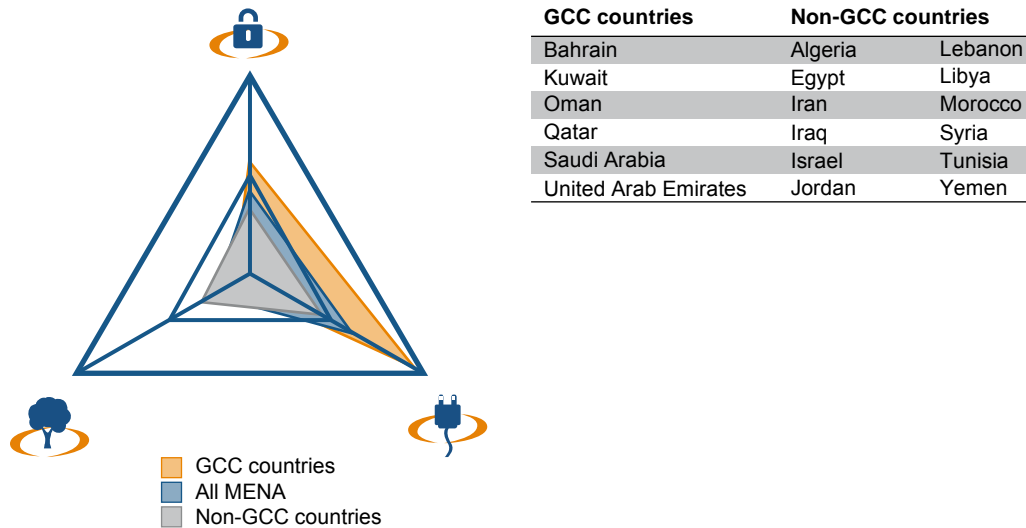 GCC countries Non-GCC countries
Bahrain Algeria Lebanon
Kuwait Egypt Libya
Oman Iran Morocco
Qatar Iraq Syria
Saudi Arabia Israel Tunisia
United Arab Emirates Jordan Yemen
GCC countries
All MENA
Non-GCC countries